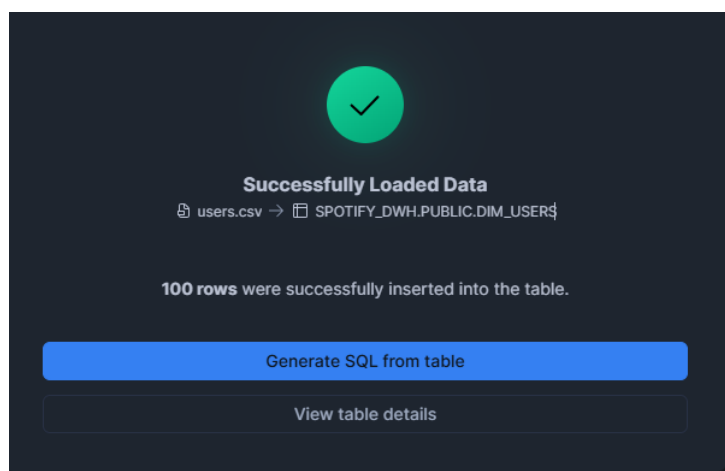 Successfully Loaded Data
users.csv → SPOTIFY_DWH.PUBLIC.DIM_USERS
100 rows were successfully inserted into the table.
Generate SQL from table
View table details